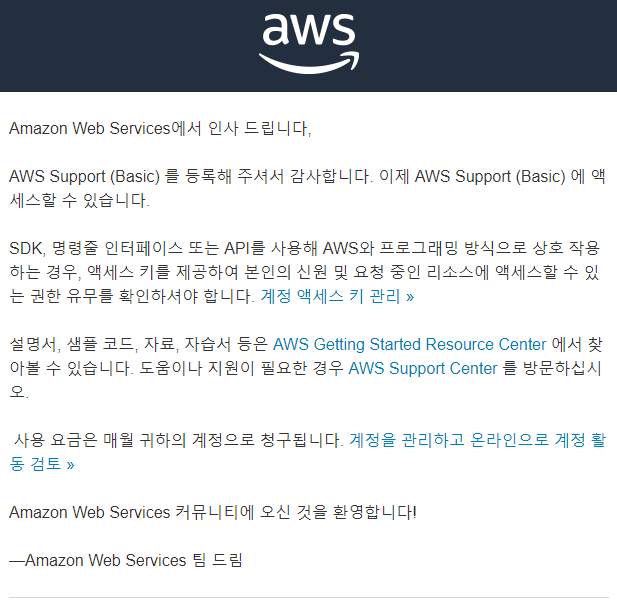 aws
Amazon Web Services에서 인사 드립니다,
AWS Support (Basic) 를 등록해 주셔서 감사합니다. 이제 AWS Support (Basic) 에 액
세스할 수 있습니다.
SDK, 명령줄 인터페이스 또는 API를 사용해 AWS와 프로그래밍 방식으로 상호 작용
하는 경우, 액세스 키를 제공하여 본인의 신원 및 요청 중인 리소스에 액세스할 수 있
는 권한 유무를 확인하셔야 합니다. 계정 액세스 키 관리 »
설명서, 샘플 코드, 자료, 자습서 등은 AWS Getting Started Resource Center 에서 찾
아볼 수 있습니다. 도움이나 지원이 필요한 경우 AWS Support Center 를 방문하십시
오.
사용 요금은 매월 귀하의 계정으로 청구됩니다. 계정을 관리하고 온라인으로 계정 활
동 검토 »
Amazon Web Services 커뮤니티에 오신 것을 환영합니다!
—Amazon Web Services 팀 드림